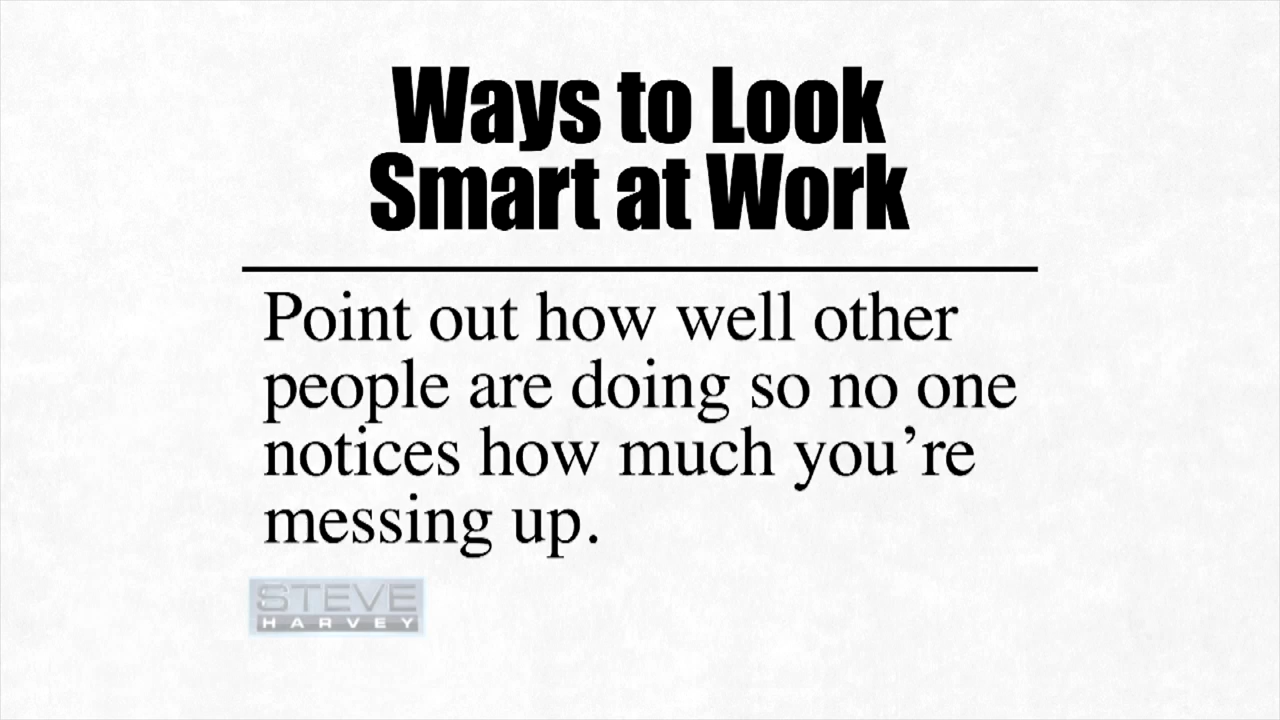 Ways to Look
Smart at Work
Point out how well other
people are doing so no one
notices how much you’re
messing up.
STEVE
HARVEY